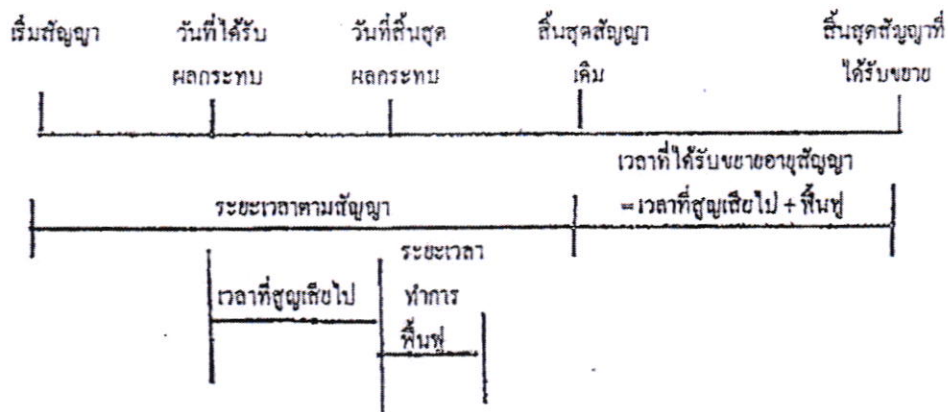 เริ่มสัญญา วันที่ได้รับ วันที่สิ้นสุด สิ้นสุดสัญญา สิ้นสุดสัญญาที่
ผลกระทบ ผลกระทบ เดิม ได้รับขยาย
เวลาที่ได้รับขยายอายุสัญญา
ระยะเวลาตามสัญญา =เวลาที่สูญเสียไป + ฟื้นฟู
ระยะเวลา
เวลาที่สูญเสียไป ทำการ
ฟื้นฟู